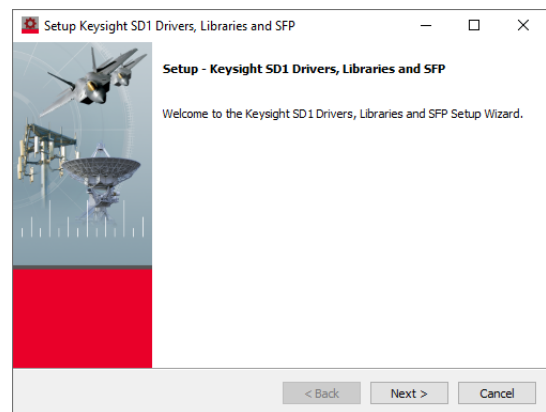 Setup Keysight SD1 Drivers, Libraries and SFP
Setup - Keysight SD1 Drivers, Libraries and SFP
Welcome to the Keysight SD1 Drivers, Libraries and SFP Setup Wizard.
< Back
Next >
Cancel